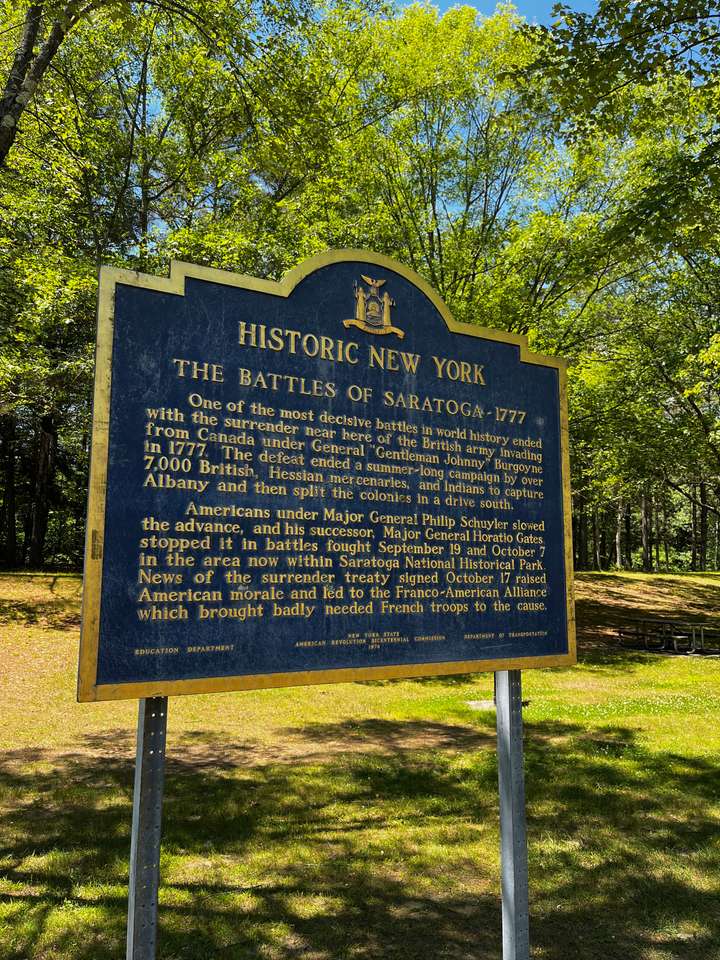 HISTORIC NEW YORK
THE BATTLES OF SARATOGA-1777
One of the most decisive battles in world history ended
with the surrender near here of the British army invading
from Canada under General "Gentleman Johnny" Burgoyne
in 1777. The defeat ended a summer-long campaign by over
7,000 British, Hessian mercenaries, and Indians to capture
Albany and then split the colonies in a drive south.
Americans under Major General Philip Schuyler slowed
the advance, and his successor, Major General Horatio Gates,
stopped it in battles fought September 19 and October 7
in the area now within Saratoga National Historical Park.
News of the surrender treaty signed October 17 raised
American morale and led to the Franco-American Alliance
which brought badly needed French troops to the cause.
EDUCATION DEPARTMENT
NEW YORK STATE
AMERICAN REVOLUTION BICENTENNIAL COMMISSION
1974
DEPARTMENT OF TRANSPORTATION